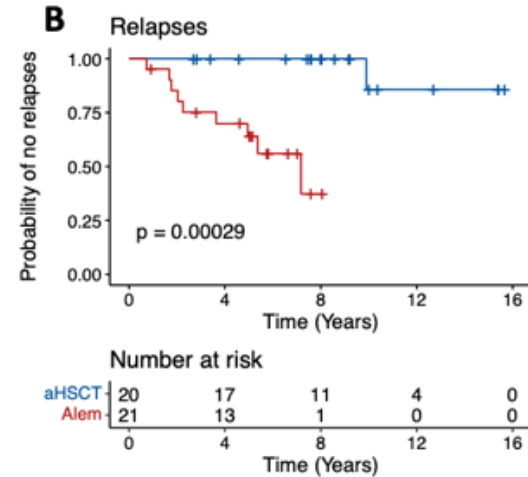 B
Relapses
Probability of no relapses
1.00
0.75
0.50
0.25
0.00
p = 0.00029
0 4 8 12 16
Time (Years)
Number at risk
aHSCT 20 17 11 4 0
Alem 21 13 1 0 0
0 4 8 12 16
Time (Years)